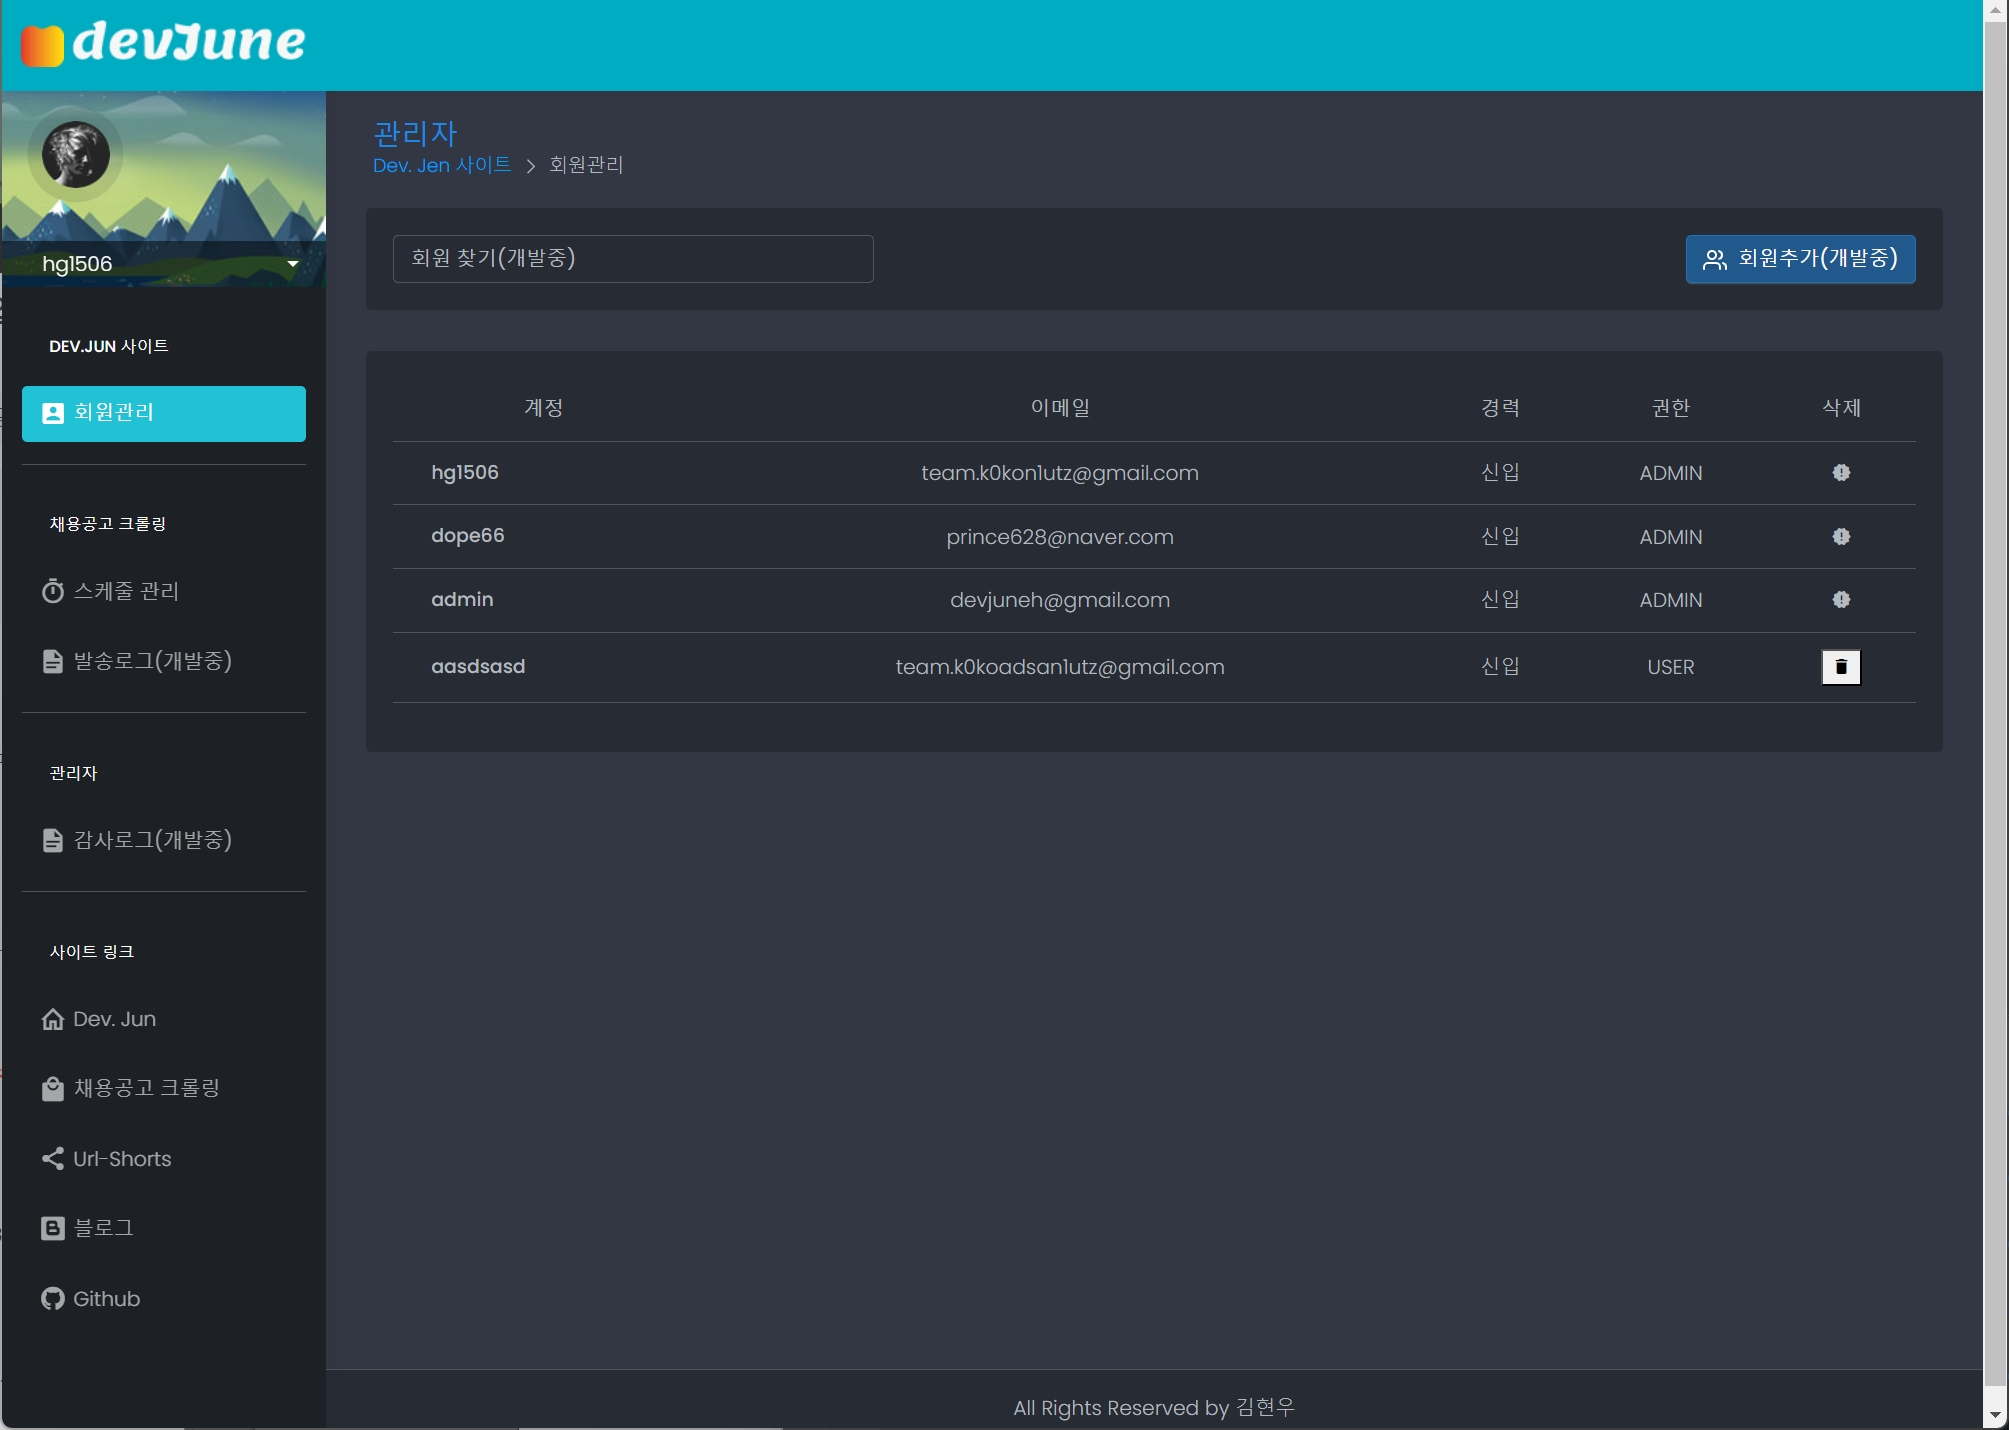 devJune
hg1506
DEV.JUN 사이트
회원관리
채용공고 크롤링
스케줄 관리
발송로그(개발중)
관리자
감사로그(개발중)
사이트 링크
Dev. Jun
채용공고 크롤링
Url-Shorts
블로그
Github
관리자
Dev. Jen 사이트 > 회원관리
회원 찾기(개발중)
회원추가(개발중)
계정 이메일 경력 권한 삭제
hg1506 team.k0kon1utz@gmail.com 신입 ADMIN
dope66 prince628@naver.com 신입 ADMIN
admin devjuneh@gmail.com 신입 ADMIN
aasdsasd team.k0koadsan1utz@gmail.com 신입 USER
All Rights Reserved by 김현우